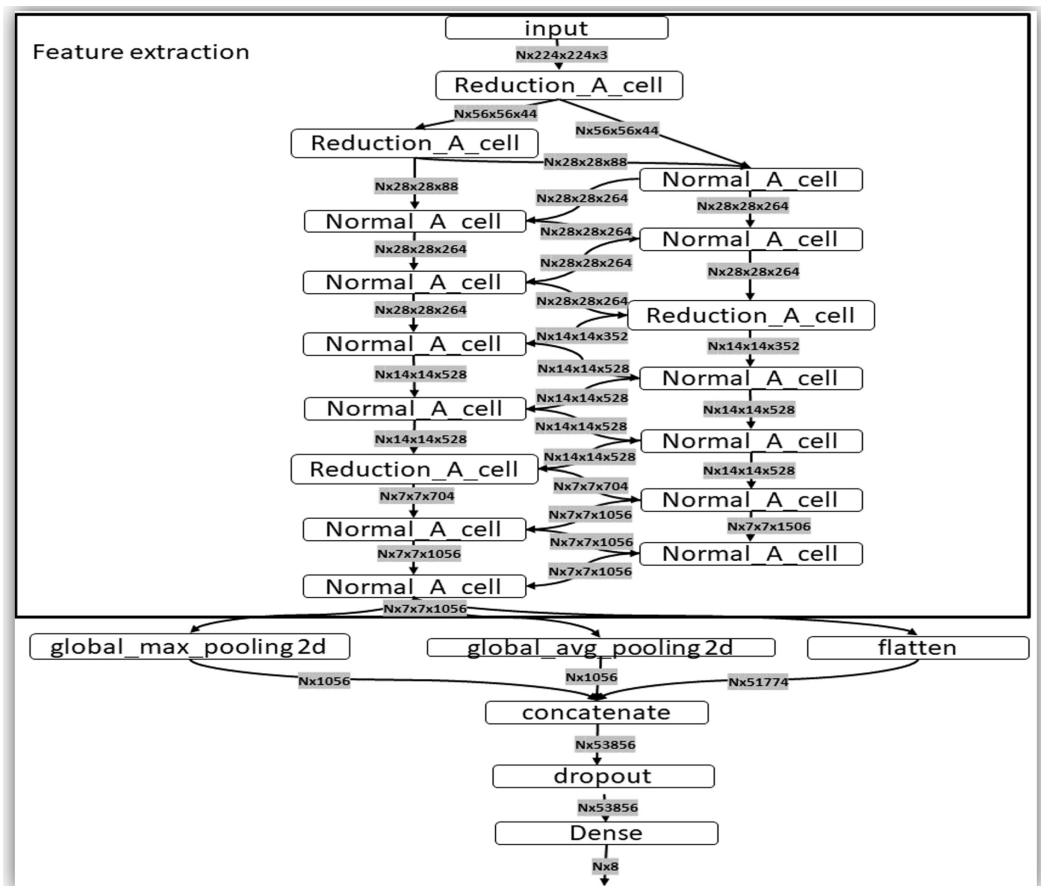 input
Feature extraction
Nx224x224x3
Reduction_A_cell
Nx56x56x44
Nx56x56x44
Reduction_A_cell
Nx28x28x88
Normal_A_cell
Nx28x28x88
Nx28x28x264
Nx28x28x264
Normal_A_cell
Nx28x28x264
Normal_A_cell
Nx28x28x264
Nx28x28x264
Nx28x28x264
Normal_A_cell
Nx28x28x264
Nx28x28x264
Reduction_A_cell
Nx14x14x352
Normal_A_cell
Nx14x14x352
Nx14x14x528
Nx14x14x528
Normal_A_cell
Nx14x14x528
Normal_A_cell
Nx14x14x528
Nx14x14x528
Nx14x14x528
Normal_A_cell
Nx14x14x528
Reduction_A_cell
Nx14x14x528
Nx7x7x704
Nx7x7x704
Normal_A_cell
Nx7x7x1056
Normal_A_cell
Nx7x7x1506
Nx7x7x1056
Nx7x7x1056
Normal_A_cell
Nx7x7x1056
Normal_A_cell
Nx7x7x1056
global_max_pooling2d
global_avg_pooling2d
flatten
Nx1056
Nx1056
Nx51774
concatenate
Nx53856
dropout
Nx53856
Dense
Nx8